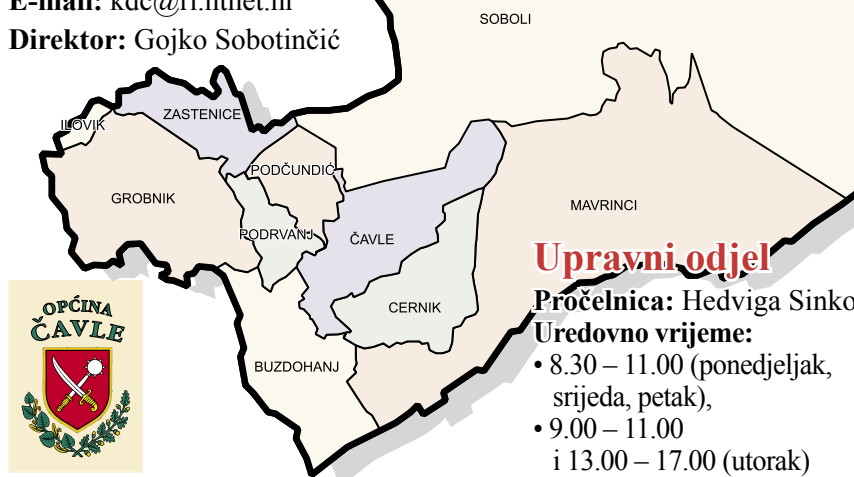 E-mail: kdc@ri.htnet.hr
Direktor: Gojko Sobotinčić
SOBOLI
ZASTENICE
ILOVIK
PODČUNDIĆ
GROBNIK
MAVRINCI
PODRVANJ
ČAVLE
CERNIK
BUZDOHANJ
OPĆINA
ČAVLE
Upravni odjel
Pročelnica: Hedviga Sinko
Uredovno vrijeme:
• 8.30 – 11.00 (ponedjeljak,
srijeda, petak),
• 9.00 – 11.00
i 13.00 – 17.00 (utorak)